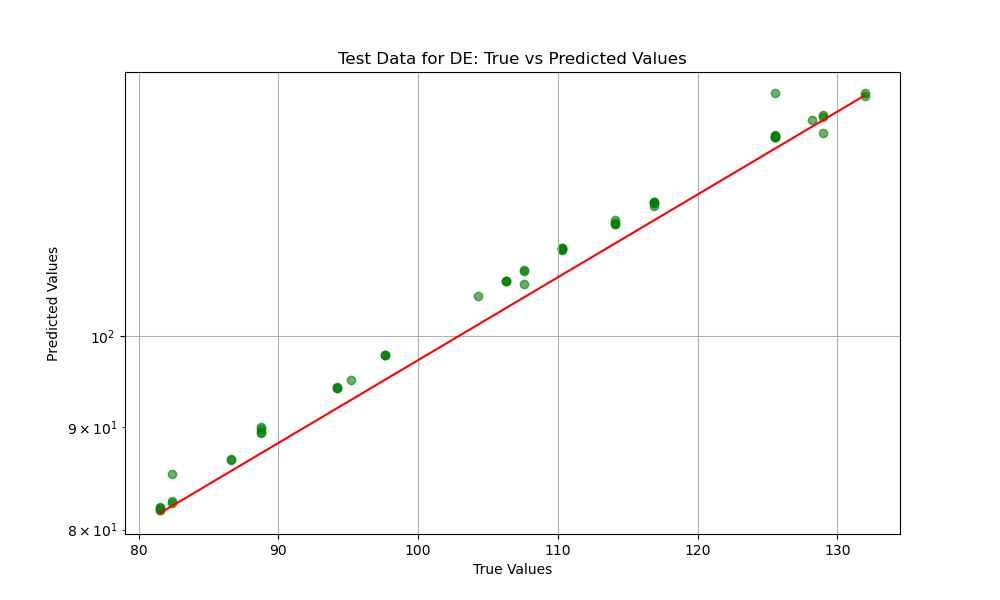 Test Data for DE: True vs Predicted Values
Predicted Values
10²
9 × 10¹
8 × 10¹
80 90 100 110 120 130
True Values